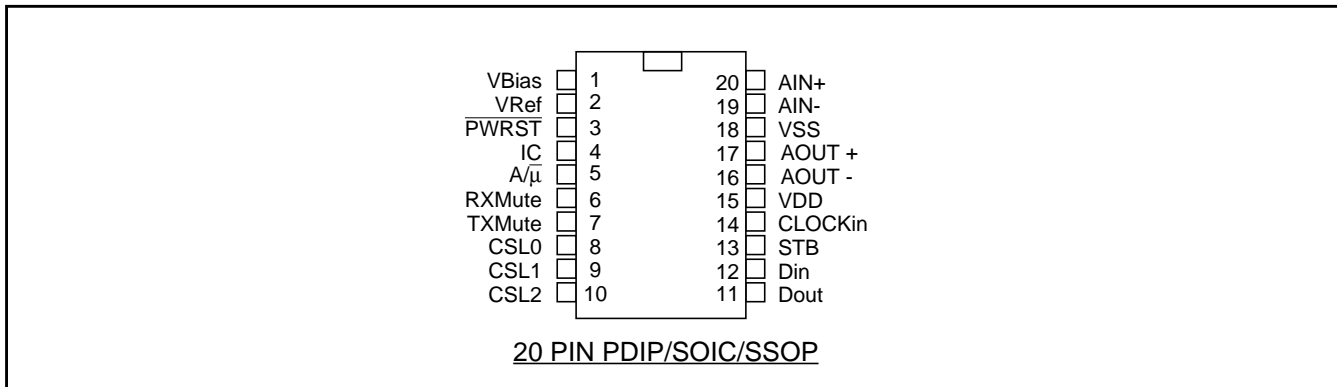 VBias 1 20 AIN+
VRef 2 19 AIN-
P̅W̅R̅S̅T̅ 3 18 VSS
IC 4 17 AOUT +
A/μ̅ 5 16 AOUT -
RXMute 6 15 VDD
TXMute 7 14 CLOCKin
CSL0 8 13 STB
CSL1 9 12 Din
CSL2 10 11 Dout
20 PIN PDIP/SOIC/SSOP